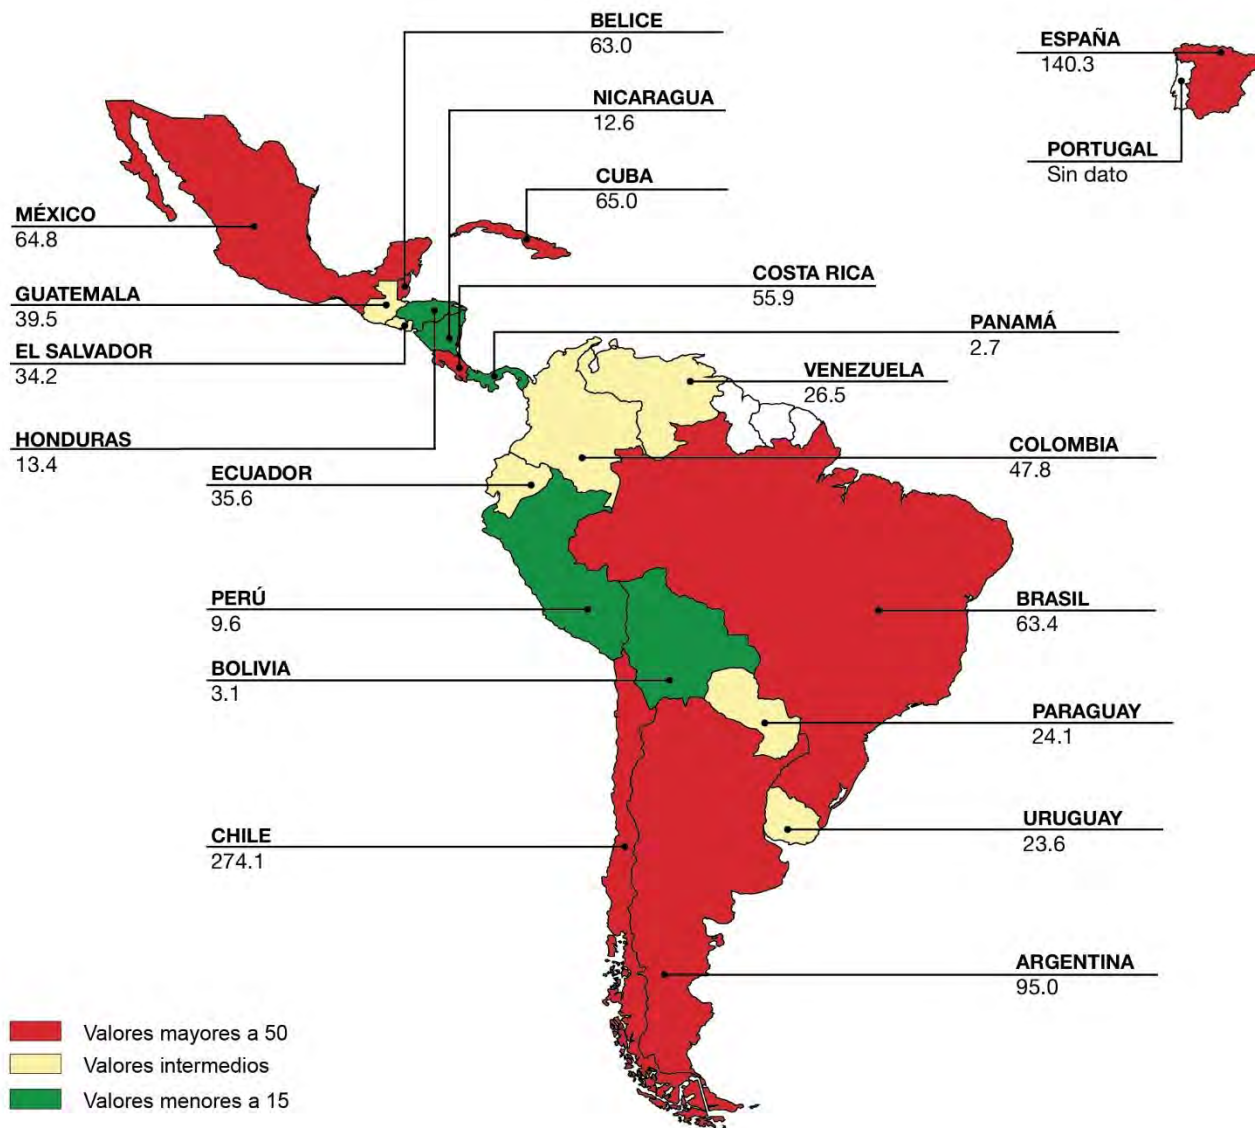 BELICE
63.0
ESPAÑA
140.3
NICARAGUA
12.6
PORTUGAL
Sin dato
CUBA
65.0
MÉXICO
64.8
COSTA RICA
55.9
GUATEMALA
39.5
PANAMÁ
2.7
EL SALVADOR
34.2
VENEZUELA
26.5
HONDURAS
13.4
COLOMBIA
47.8
ECUADOR
35.6
PERÚ
9.6
BRASIL
63.4
BOLIVIA
3.1
PARAGUAY
24.1
CHILE
274.1
URUGUAY
23.6
ARGENTINA
95.0
Valores mayores a 50
Valores intermedios
Valores menores a 15